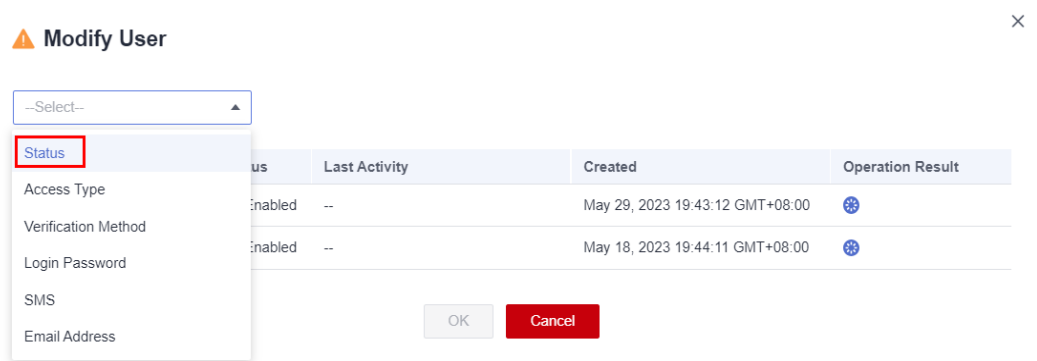 Modify User
--Select--
Status
Access Type
Verification Method
Login Password
SMS
Email Address
us Last Activity Created Operation Result
Enabled -- May 29, 2023 19:43:12 GMT+08:00
Enabled -- May 18, 2023 19:44:11 GMT+08:00
OK Cancel